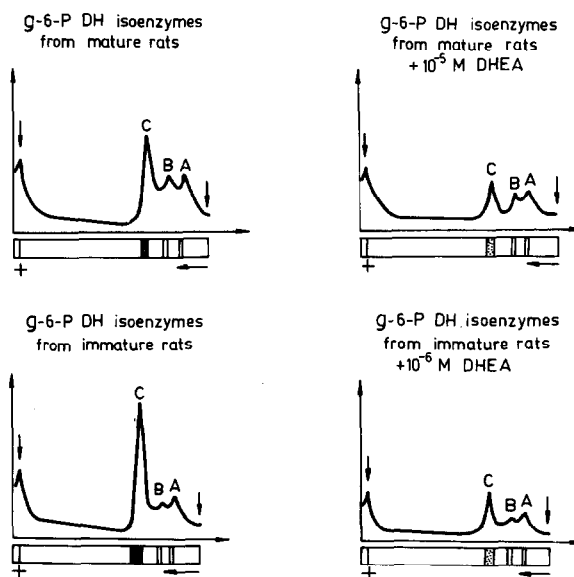 g-6-P DH isoenzymes
from mature rats
C
B A
+
g-6-P DH isoenzymes
from mature rats
+10⁻⁵ M DHEA
C
B A
+
g-6-P DH isoenzymes
from immature rats
C
B A
+
g-6-P DH isoenzymes
from immature rats
+10⁻⁶ M DHEA
C
B A
+